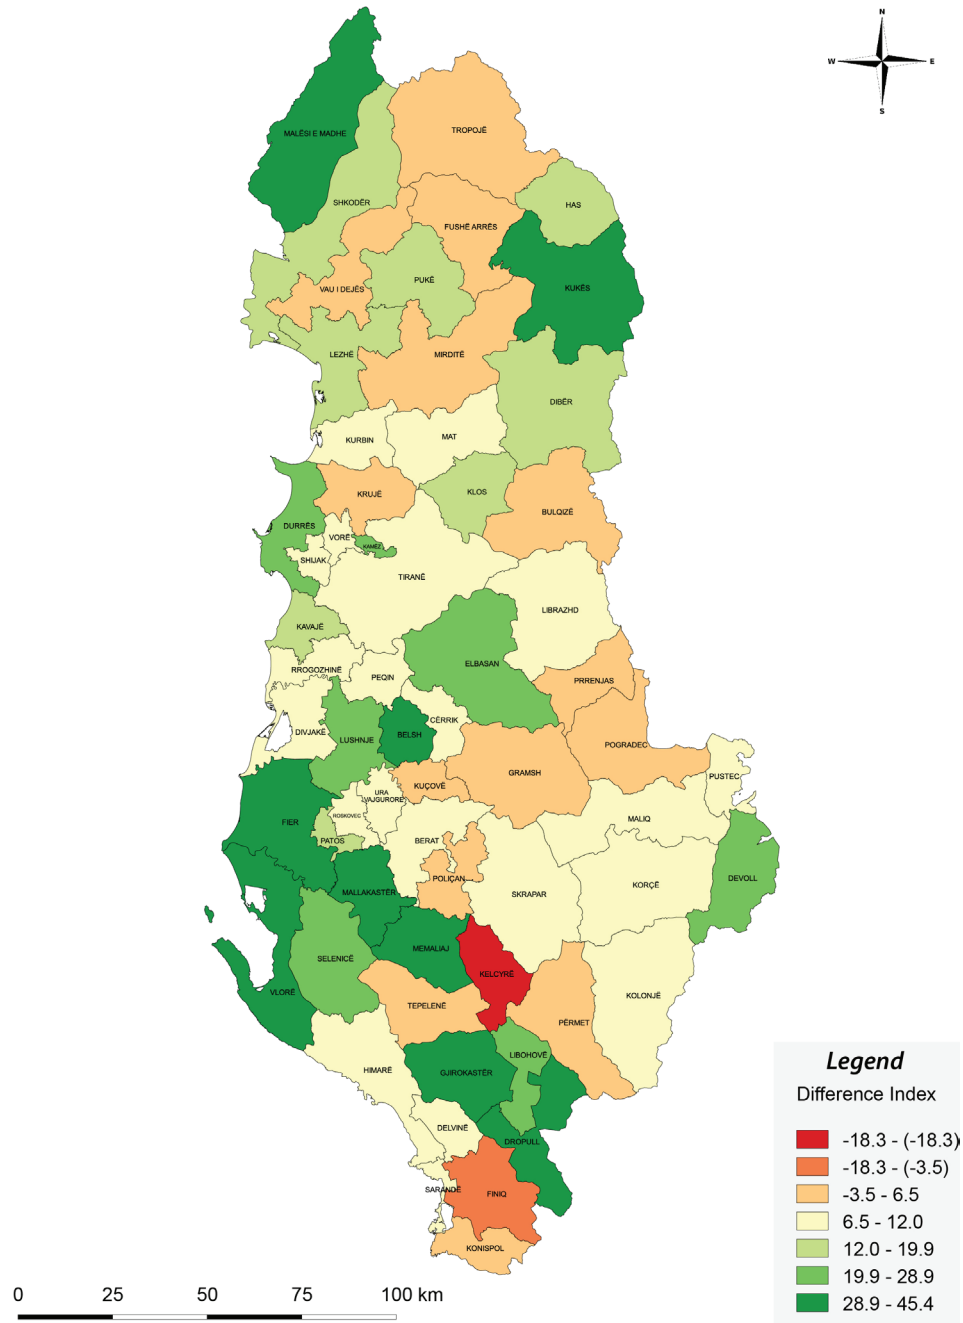 N
W E
S
MALËSI E MADHE
TROPOJË
SHKODËR
HAS
FUSHË ARRËS
PUKË
VAU I DEJËS
KUKËS
LEZHË
MIRDITË
DIBËR
KURBIN
MAT
KRUJË
KLOS
BULQIZË
DURRËS
VORË
KAMËZ
SHIJAK
TIRANË
LIBRAZHD
KAVAJË
RROGOZHINË
PEQIN
ELBASAN
PRRENJAS
CËRRIK
DIVJAKË
LUSHNJE
BELSH
POGRADEC
GRAMSH
PUSTEC
KUÇOVË
URA
VAJGURORE
ROSKOVEC
FIER
MALIQ
PATOS
BERAT
POLIÇAN
DEVOLL
KORÇË
MALLAKASTËR
SKRAPAR
MEMALIAJ
SELENICË
KELCYRË
VLORË
KOLONJË
TEPELENË
PËRMET
LIBOHOVË
HIMARË
GJIROKASTËR
DELVINË
DROPULL
SARANDË
FINIQ
KONISPOL
Legend
Difference Index
-18.3 - (-18.3)
-18.3 - (-3.5)
-3.5 - 6.5
6.5 - 12.0
12.0 - 19.9
19.9 - 28.9
28.9 - 45.4
0 25 50 75 100 km